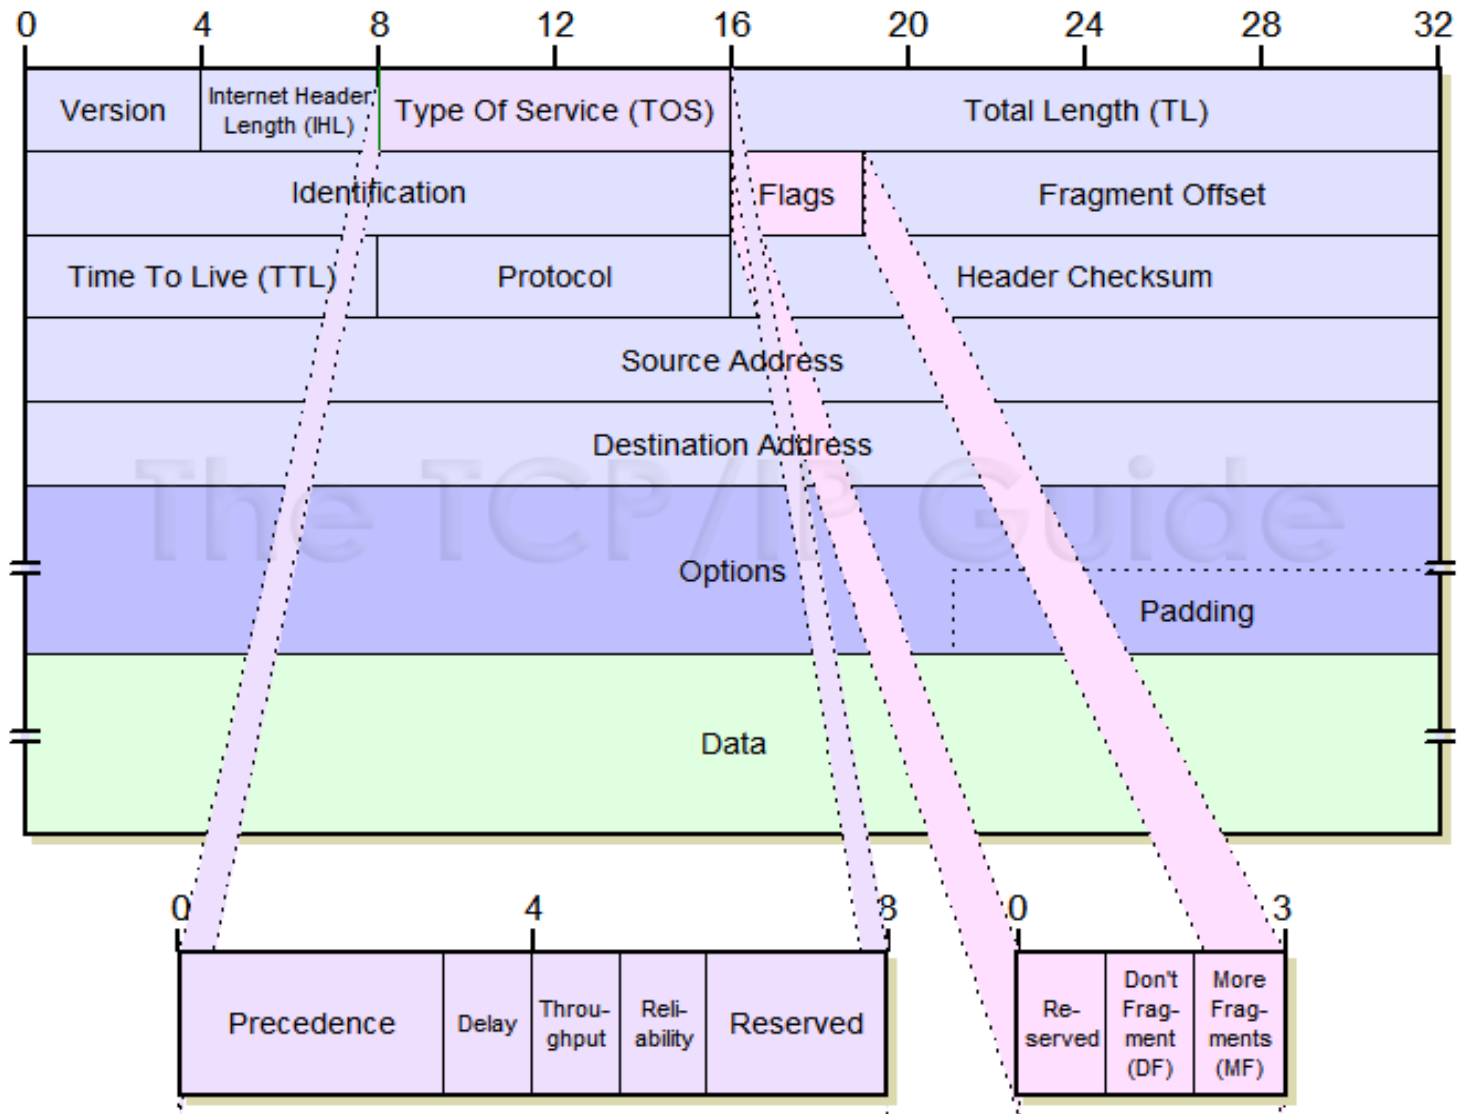 0 4 8 12 16 20 24 28 32
Version
Internet Header
Length (IHL)
Type Of Service (TOS)
Total Length (TL)
Identification
Flags
Fragment Offset
Time To Live (TTL)
Protocol
Header Checksum
Source Address
Destination Address
The TCP/IP Guide
Options
Padding
Data
0 4 8
0 3
Precedence
Delay
Throu-
ghput
Reli-
ability
Reserved
Re-
served
Don't
Frag-
ment
(DF)
More
Frag-
ments
(MF)